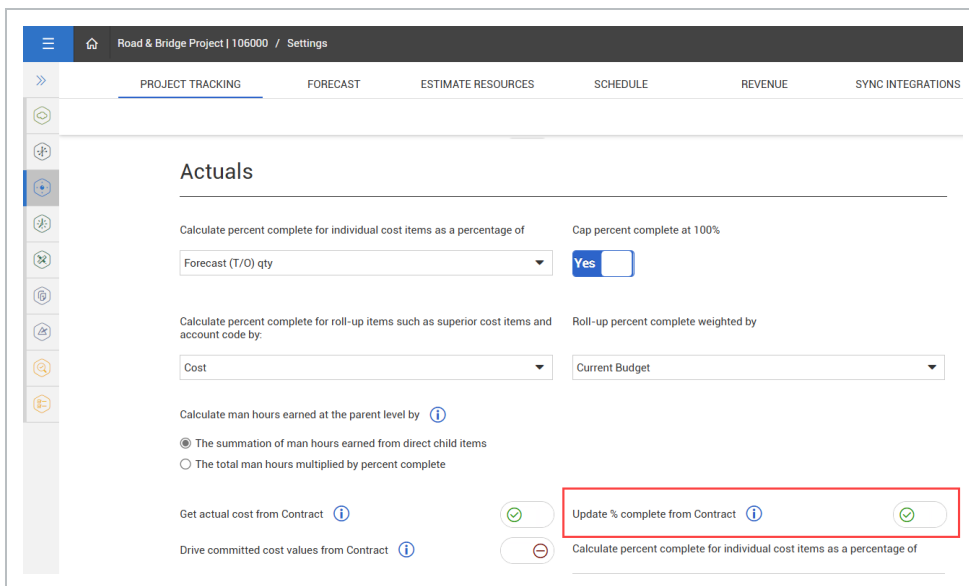 Road & Bridge Project | 106000 / Settings
PROJECT TRACKING FORECAST ESTIMATE RESOURCES SCHEDULE REVENUE SYNC INTEGRATIONS
Actuals
Calculate percent complete for individual cost items as a percentage of
Cap percent complete at 100%
Forecast (T/O) qty
Yes
Calculate percent complete for roll-up items such as superior cost items and
account code by:
Roll-up percent complete weighted by
Cost
Current Budget
Calculate man hours earned at the parent level by
The summation of man hours earned from direct child items
The total man hours multiplied by percent complete
Get actual cost from Contract
Update % complete from Contract
Drive committed cost values from Contract
Calculate percent complete for individual cost items as a percentage of